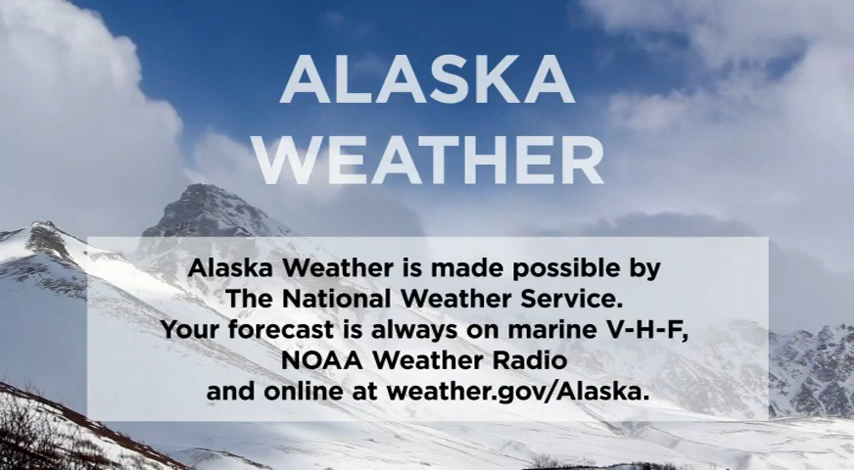 ALASKA
WEATHER
Alaska Weather is made possible by
The National Weather Service.
Your forecast is always on marine V-H-F,
NOAA Weather Radio
and online at weather.gov/Alaska.